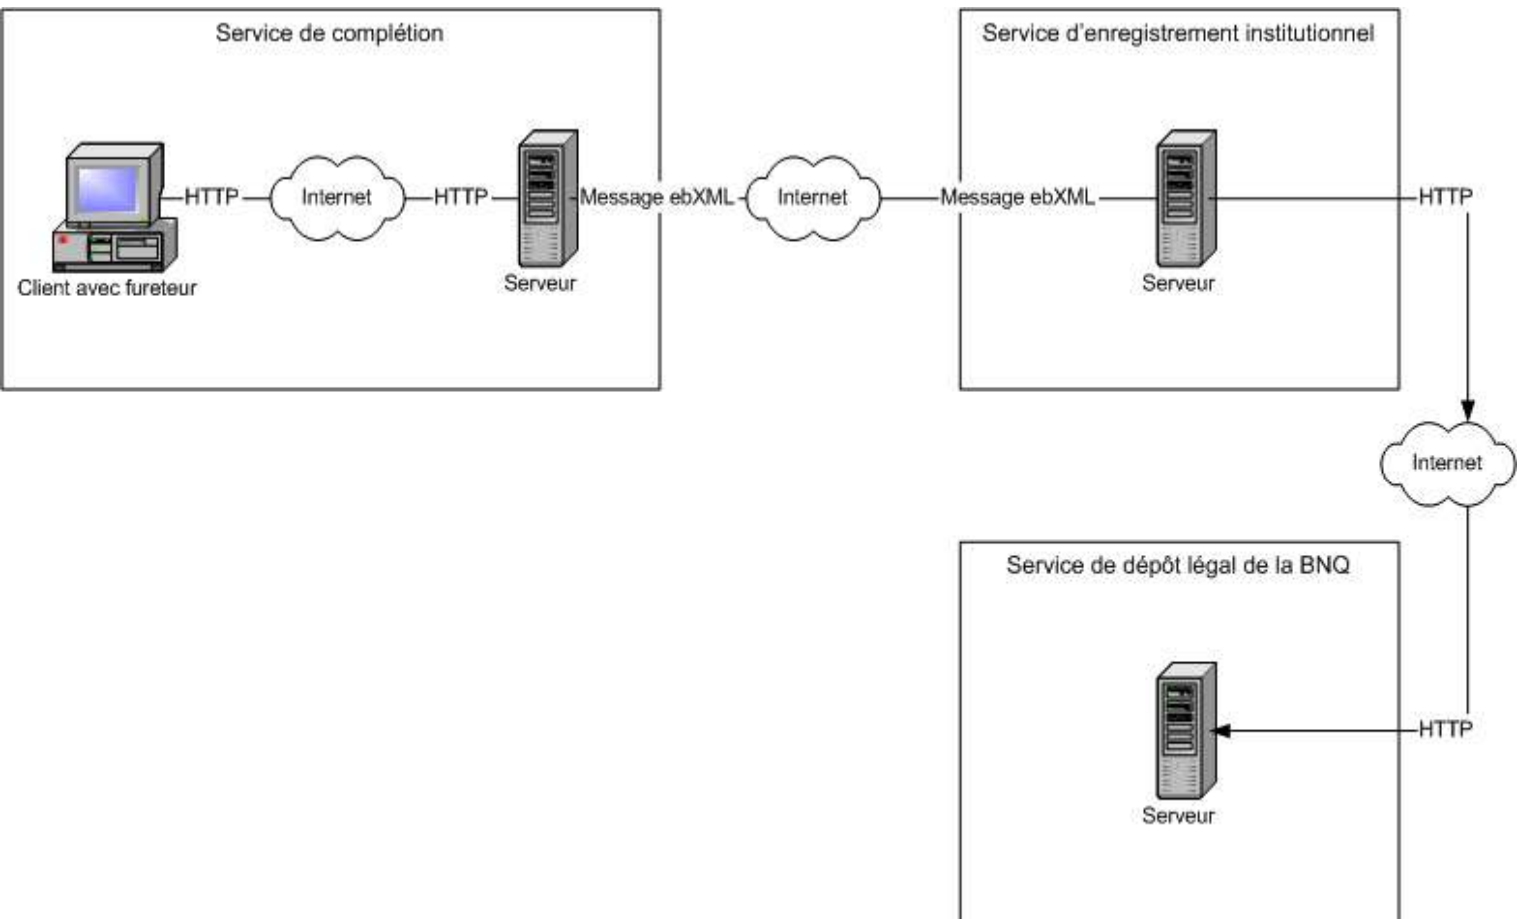 Service de complétion
Service d'enregistrement institutionnel
HTTP
Internet
HTTP
Message ebXML
Internet
Message ebXML
HTTP
Client avec fureteur
Serveur
Serveur
Internet
Service de dépôt légal de la BNQ
HTTP
Serveur